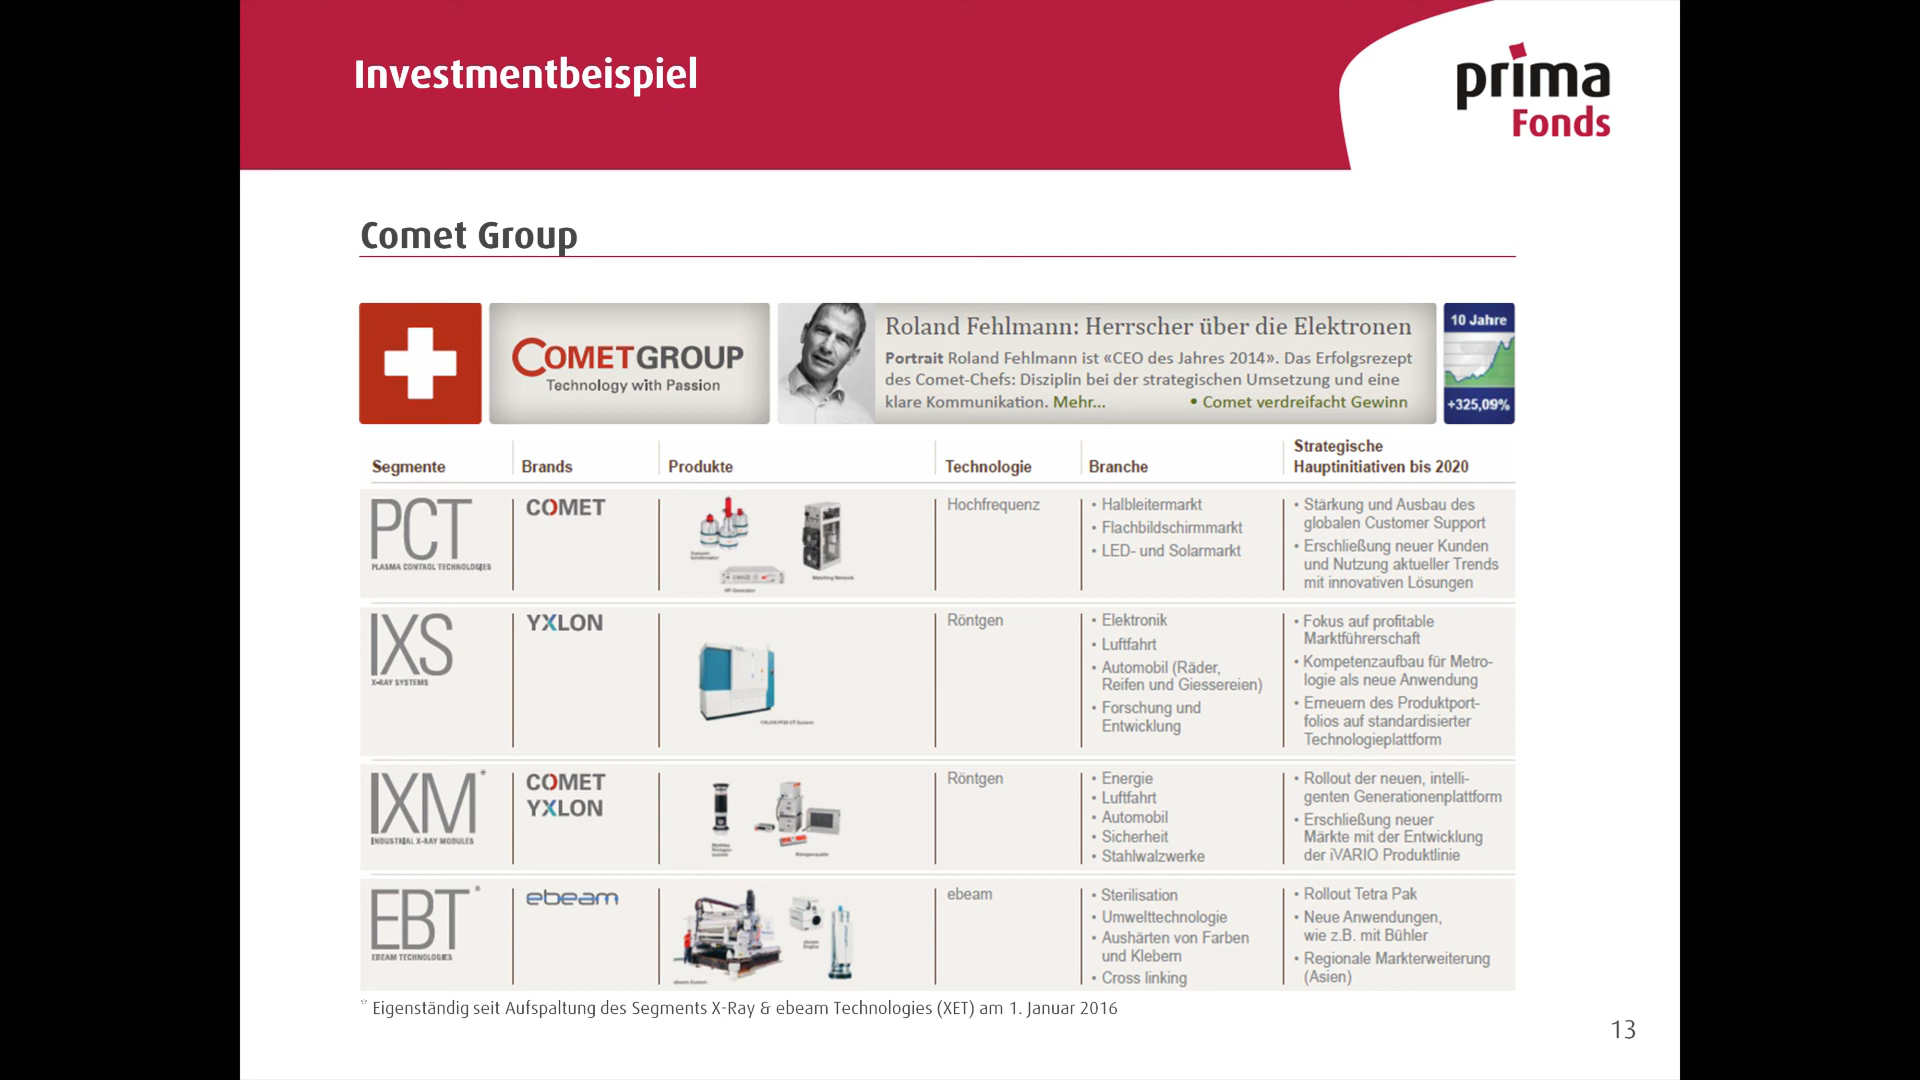 Investmentbeispiel
prima
Fonds
Comet Group
COMETGROUP
Technology with Passion
Roland Fehlmann: Herrscher über die Elektronen
Portrait Roland Fehlmann ist «CEO des Jahres 2014». Das Erfolgsrezept
des Comet-Chefs: Disziplin bei der strategischen Umsetzung und eine
klare Kommunikation. Mehr... • Comet verdreifacht Gewinn
10 Jahre
+325,09%
Segmente Brands Produkte Technologie Branche Strategische
Hauptinitiativen bis 2020
PCT
PLASMA CONTROL TECHNOLOGIES
COMET
Matching Network
Hochfrequenz
• Halbleitermarkt
• Flachbildschirmmarkt
• LED- und Solarmarkt
• Stärkung und Ausbau des
globalen Customer Support
• Erschließung neuer Kunden
und Nutzung aktueller Trends
mit innovativen Lösungen
IXS
X-RAY SYSTEMS
YXLON
Röntgen
• Elektronik
• Luftfahrt
• Automobil (Räder,
Reifen und Giessereien)
• Forschung und
Entwicklung
• Fokus auf profitable
Marktführerschaft
• Kompetenzaufbau für Metro-
logie als neue Anwendung
• Erneuern des Produktport-
folios auf standardisierter
Technologieplattform
IXM*
INDUSTRIAL X-RAY MODULES
COMET
YXLON
Röntgen
• Energie
• Luftfahrt
• Automobil
• Sicherheit
• Stahlwalzwerke
• Rollout der neuen, intelli-
genten Generationenplattform
• Erschließung neuer
Märkte mit der Entwicklung
der iVARIO Produktlinie
EBT*
EBEAM TECHNOLOGIES
ebeam
ebeam
• Sterilisation
• Umwelttechnologie
• Aushärten von Farben
und Klebern
• Cross linking
• Rollout Tetra Pak
• Neue Anwendungen,
wie z.B. mit Bühler
• Regionale Markterweiterung
(Asien)
* Eigenständig seit Aufspaltung des Segments X-Ray & ebeam Technologies (XET) am 1. Januar 2016
13